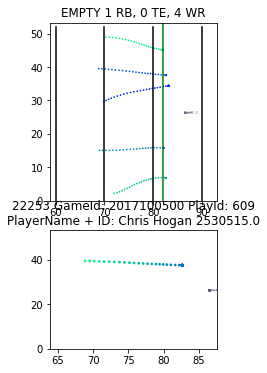 EMPTY 1 RB, 0 TE, 4 WR
50
40
30
20
10
0
60 70 80 90
22253 GameId: 2017100500 PlayId: 609
PlayerName + ID: Chris Hogan 2530515.0
40
20
0
65 70 75 80 85